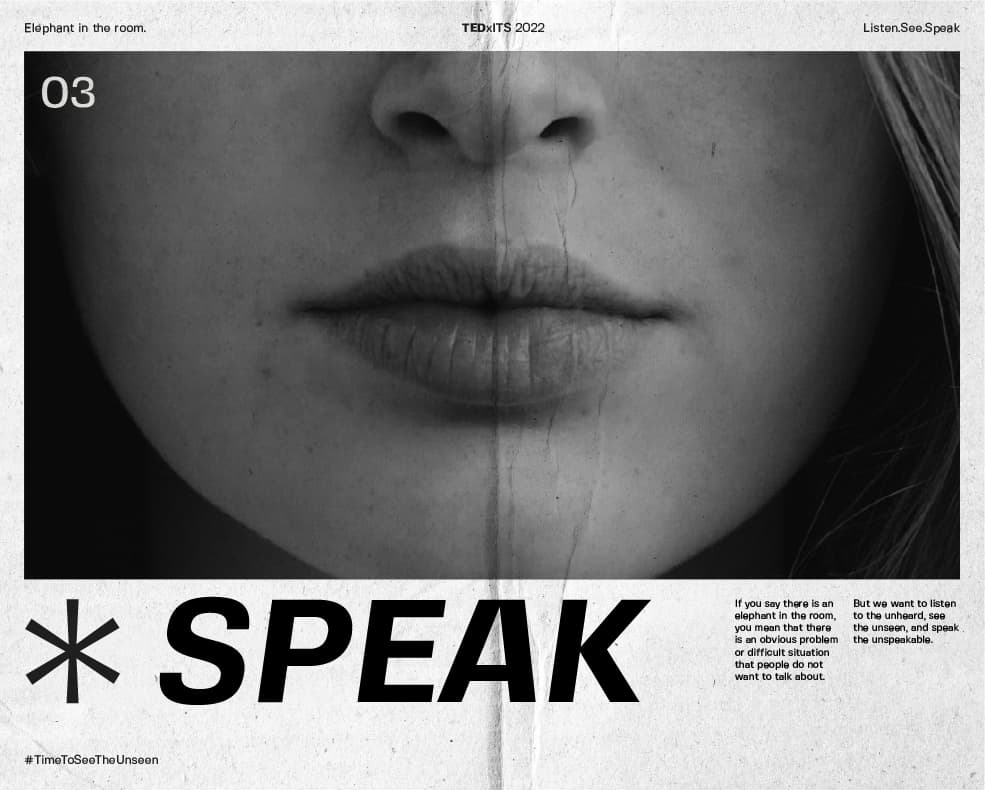 Elephant in the room.
TEDxITS 2022
Listen.See.Speak
03
* SPEAK
If you say there is an
elephant in the room,
you mean that there
is an obvious problem
or difficult situation
that people do not
want to talk about.
But we want to listen
to the unheard, see
the unseen, and speak
the unspeakable.
#TimeToSeeTheUnseen